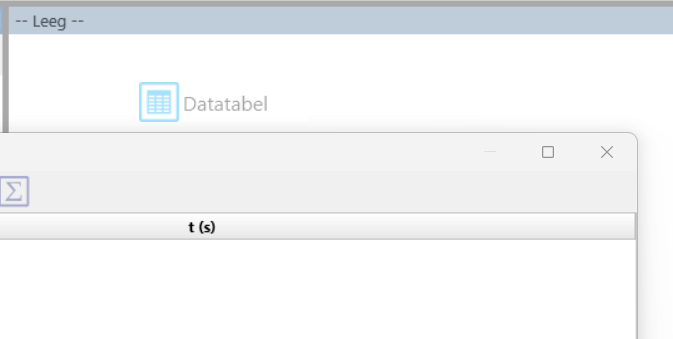 -- Leeg --
Datatabel
Σ
t (s)